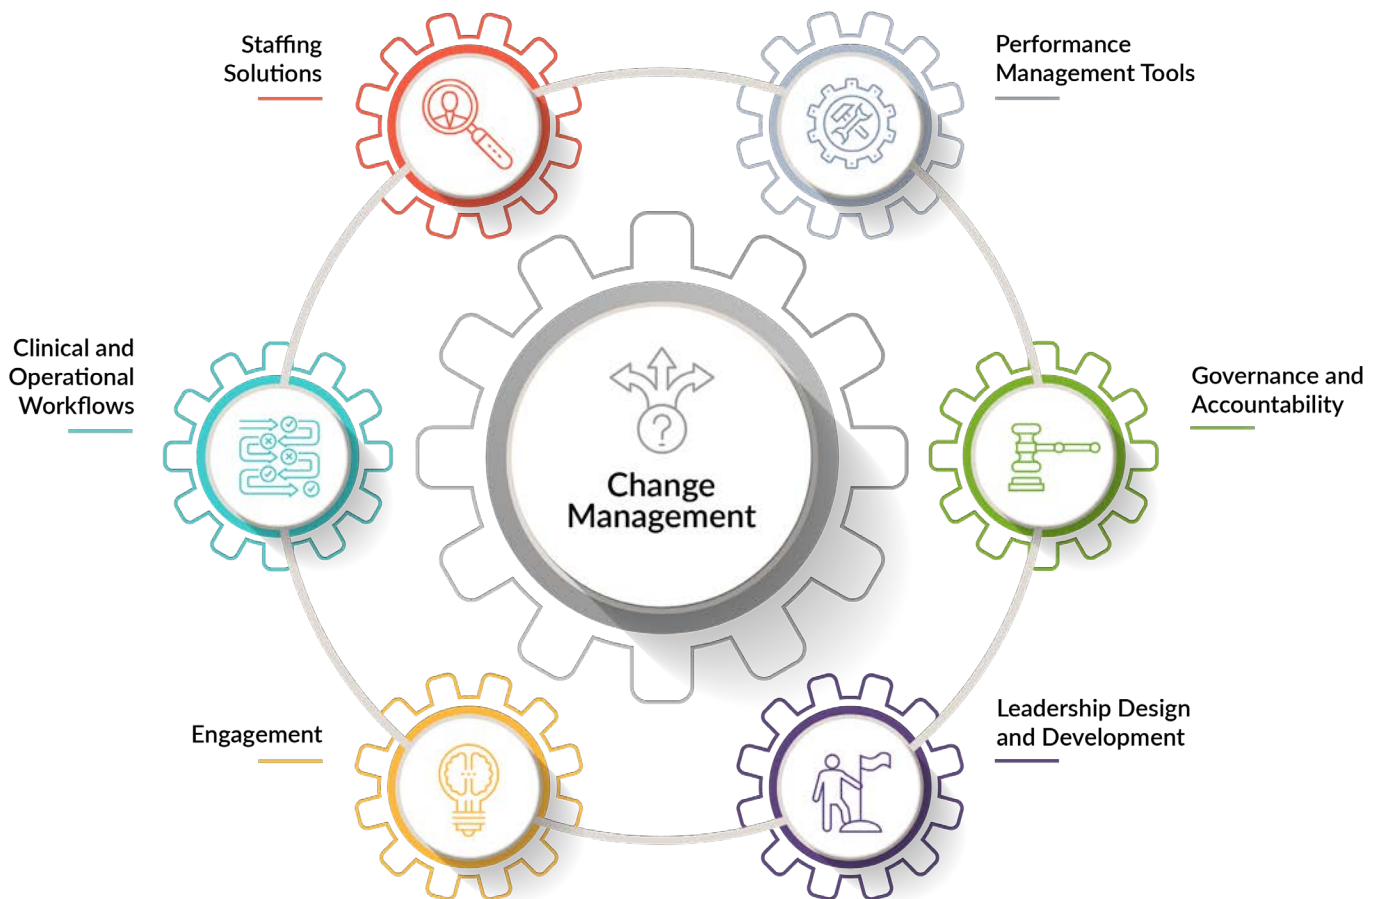 Staffing
Solutions
Performance
Management Tools
Clinical and
Operational
Workflows
Governance and
Accountability
?
Change
Management
Engagement
Leadership Design
and Development